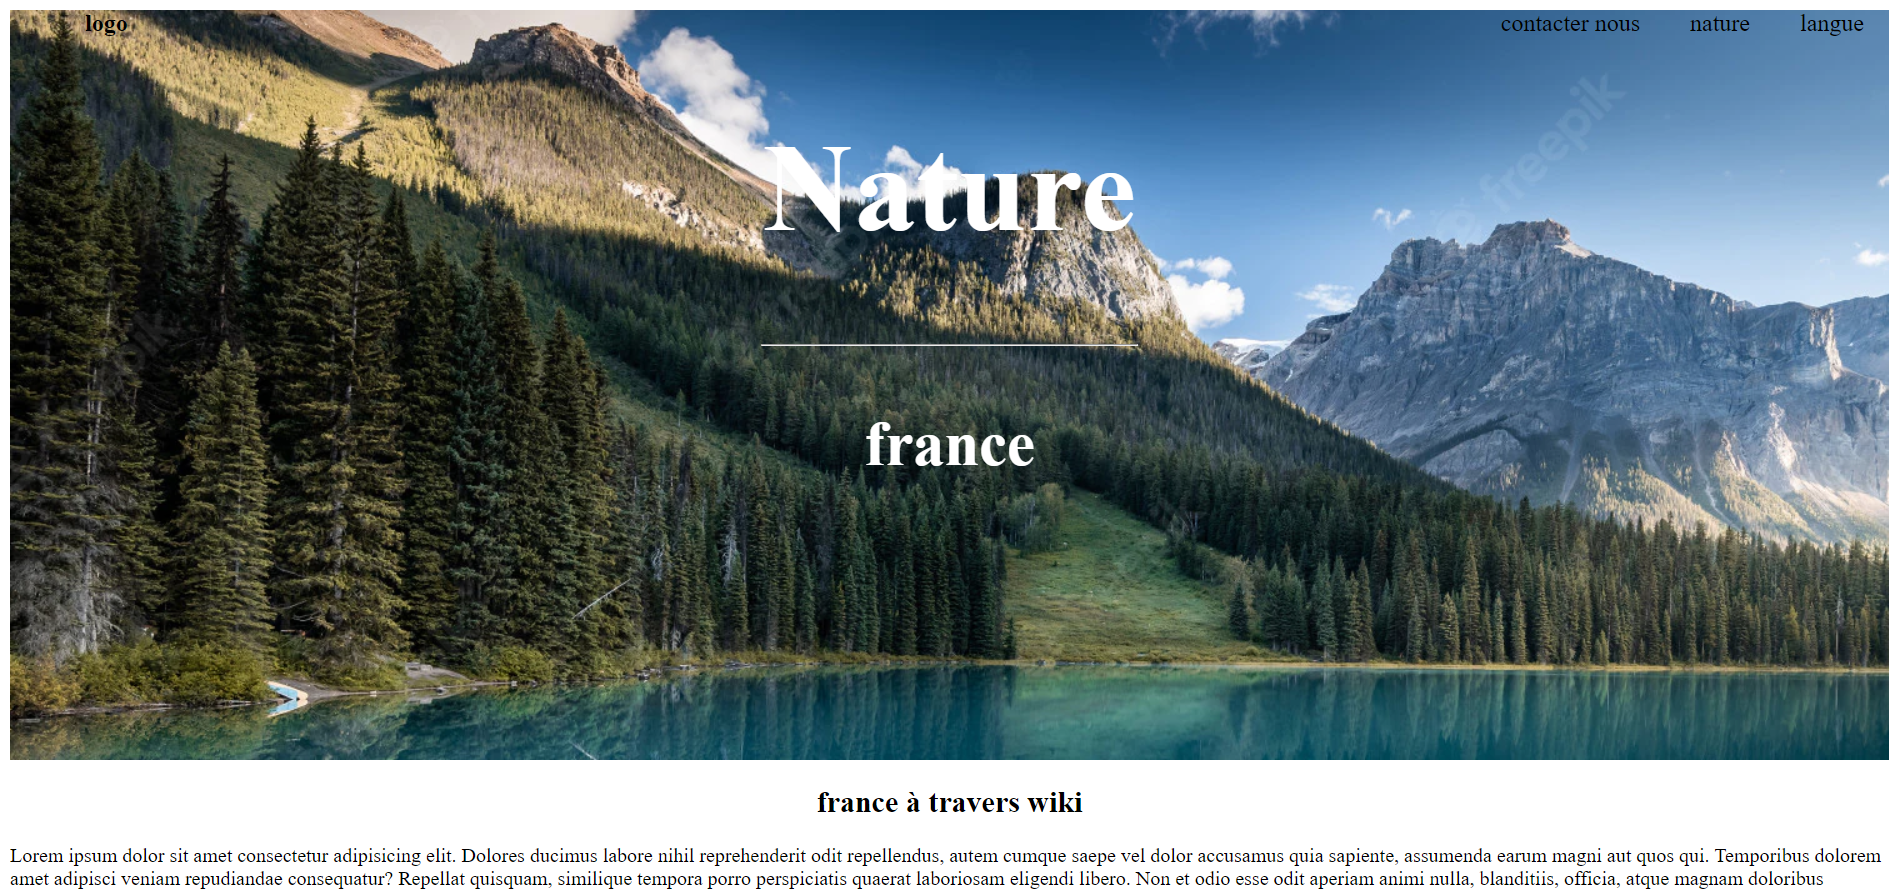 logo contacter nous nature langue
freepik
Nature
france
france à travers wiki
Lorem ipsum dolor sit amet consectetur adipisicing elit. Dolores ducimus labore nihil reprehenderit odit repellendus, autem cumque saepe vel dolor accusamus quia sapiente, assumenda earum magni aut quos qui. Temporibus dolorem
amet adipisci veniam repudiandae consequatur? Repellat quisquam, similique tempora porro perspiciatis quaerat laboriosam eligendi libero. Non et odio esse odit aperiam animi nulla, blanditiis, officia, atque magnam doloribus